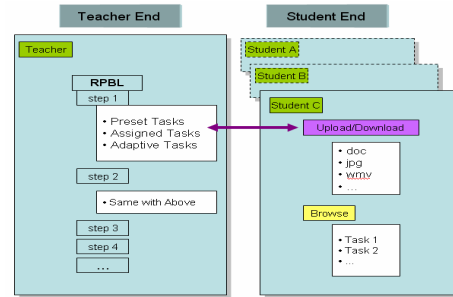 Teacher End
Teacher
RPBL
step 1
• Preset Tasks
• Assigned Tasks
• Adaptive Tasks
step 2
• Same with Above
step 3
step 4
...
Student End
Student A
Student B
Student C
Upload/Download
• doc
• jpg
• wmv
• ...
Browse
• Task 1
• Task 2
• ...